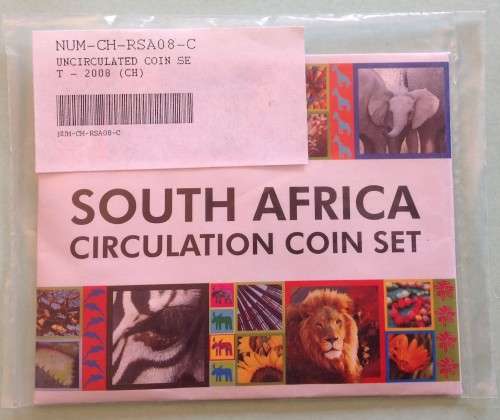 NUM-CH-RSA08-C
UNCIRCULATED COIN SE
T - 2008 (CH)
NUM-CH-RSA08-C
SOUTH AFRICA
CIRCULATION COIN SET